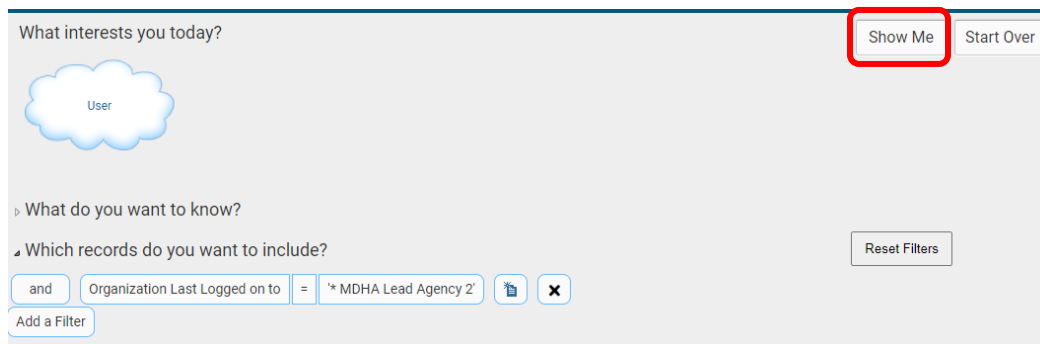 What interests you today?
Show Me
Start Over
User
What do you want to know?
Which records do you want to include?
Reset Filters
and
Organization Last Logged on to
=
'* MDHA Lead Agency 2'
Add a Filter